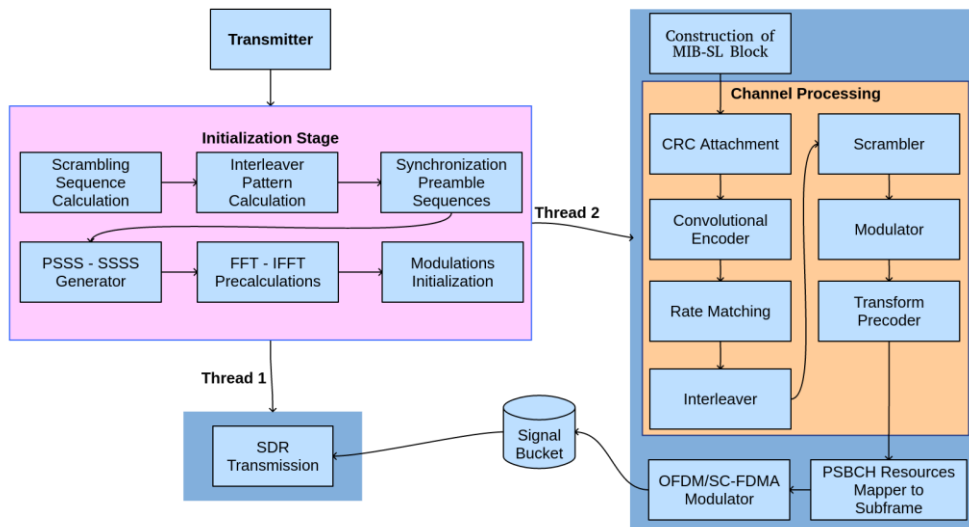 Transmitter
Initialization Stage
Scrambling
Sequence
Calculation
Interleaver
Pattern
Calculation
Synchronization
Preamble
Sequences
PSSS - SSSS
Generator
FFT - IFFT
Precalculations
Modulations
Initialization
Thread 1
Thread 2
SDR
Transmission
Signal
Bucket
Construction of
MIB-SL Block
Channel Processing
CRC Attachment
Convolutional
Encoder
Rate Matching
Interleaver
Scrambler
Modulator
Transform
Precoder
PSBCH Resources
Mapper to
Subframe
OFDM/SC-FDMA
Modulator